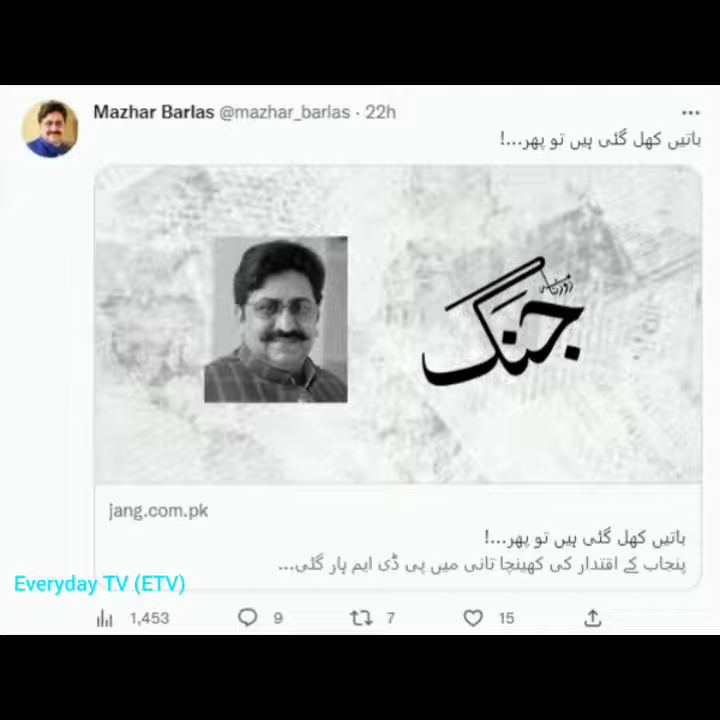 Mazhar Barlas @mazhar_barlas · 22h
باتیں کھل گئی ہیں تو پھر...!
روزنامہ
جنگ
jang.com.pk
باتیں کھل گئی ہیں تو پھر...!
پنجاب کے اقتدار کی کھینچا تانی میں پی ڈی ایم ہار گئی...
Everyday TV (ETV)
1,453 9 7 15